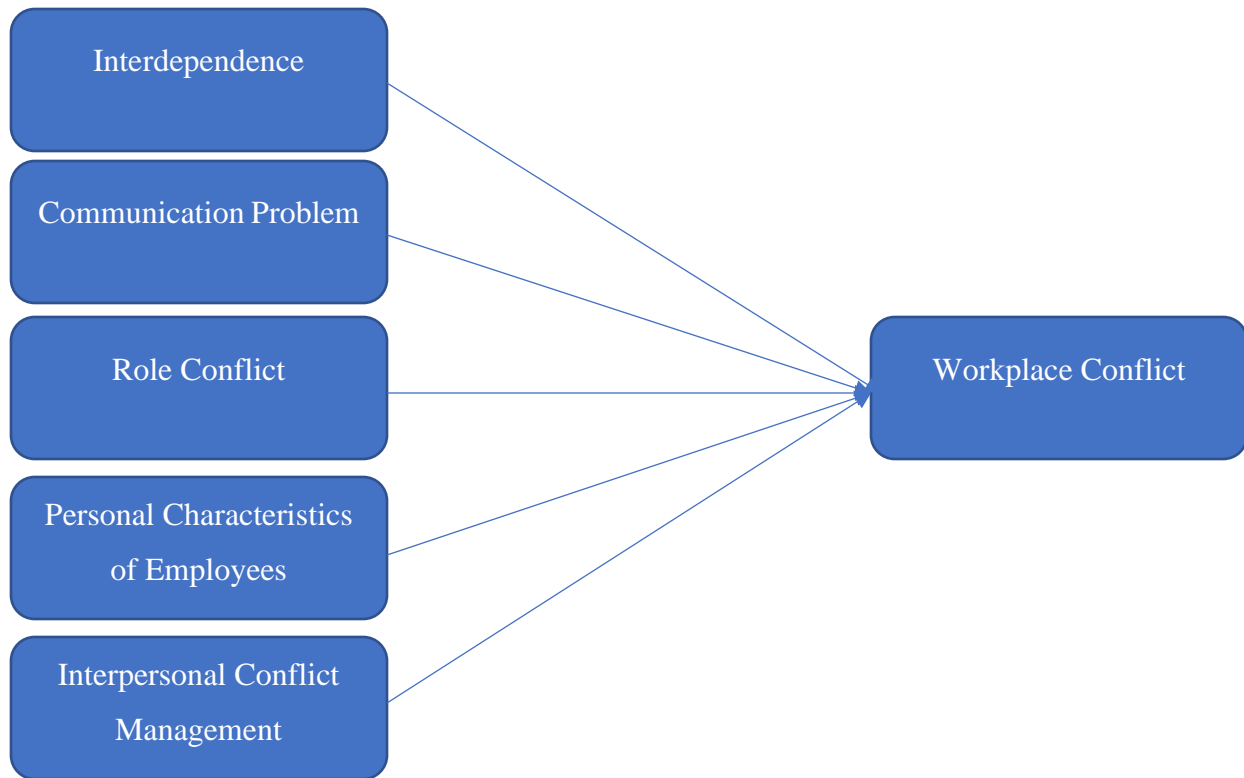 Interdependence
Communication Problem
Role Conflict
Workplace Conflict
Personal Characteristics
of Employees
Interpersonal Conflict
Management